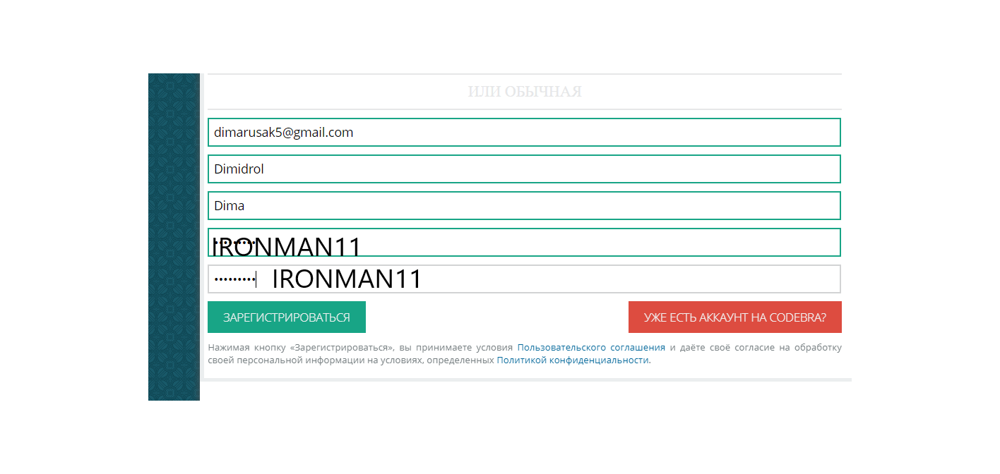 ИЛИ ОБЫЧНАЯ
dimarusak5@gmail.com
Dimidrol
Dima
••••••••• IRONMAN11
••••••••• IRONMAN11
ЗАРЕГИСТРИРОВАТЬСЯ УЖЕ ЕСТЬ АККАУНТ НА CODEBRA?
Нажимая кнопку «Зарегистрироваться», вы принимаете условия Пользовательского соглашения и даёте своё согласие на обработку
своей персональной информации на условиях, определенных Политикой конфиденциальности.